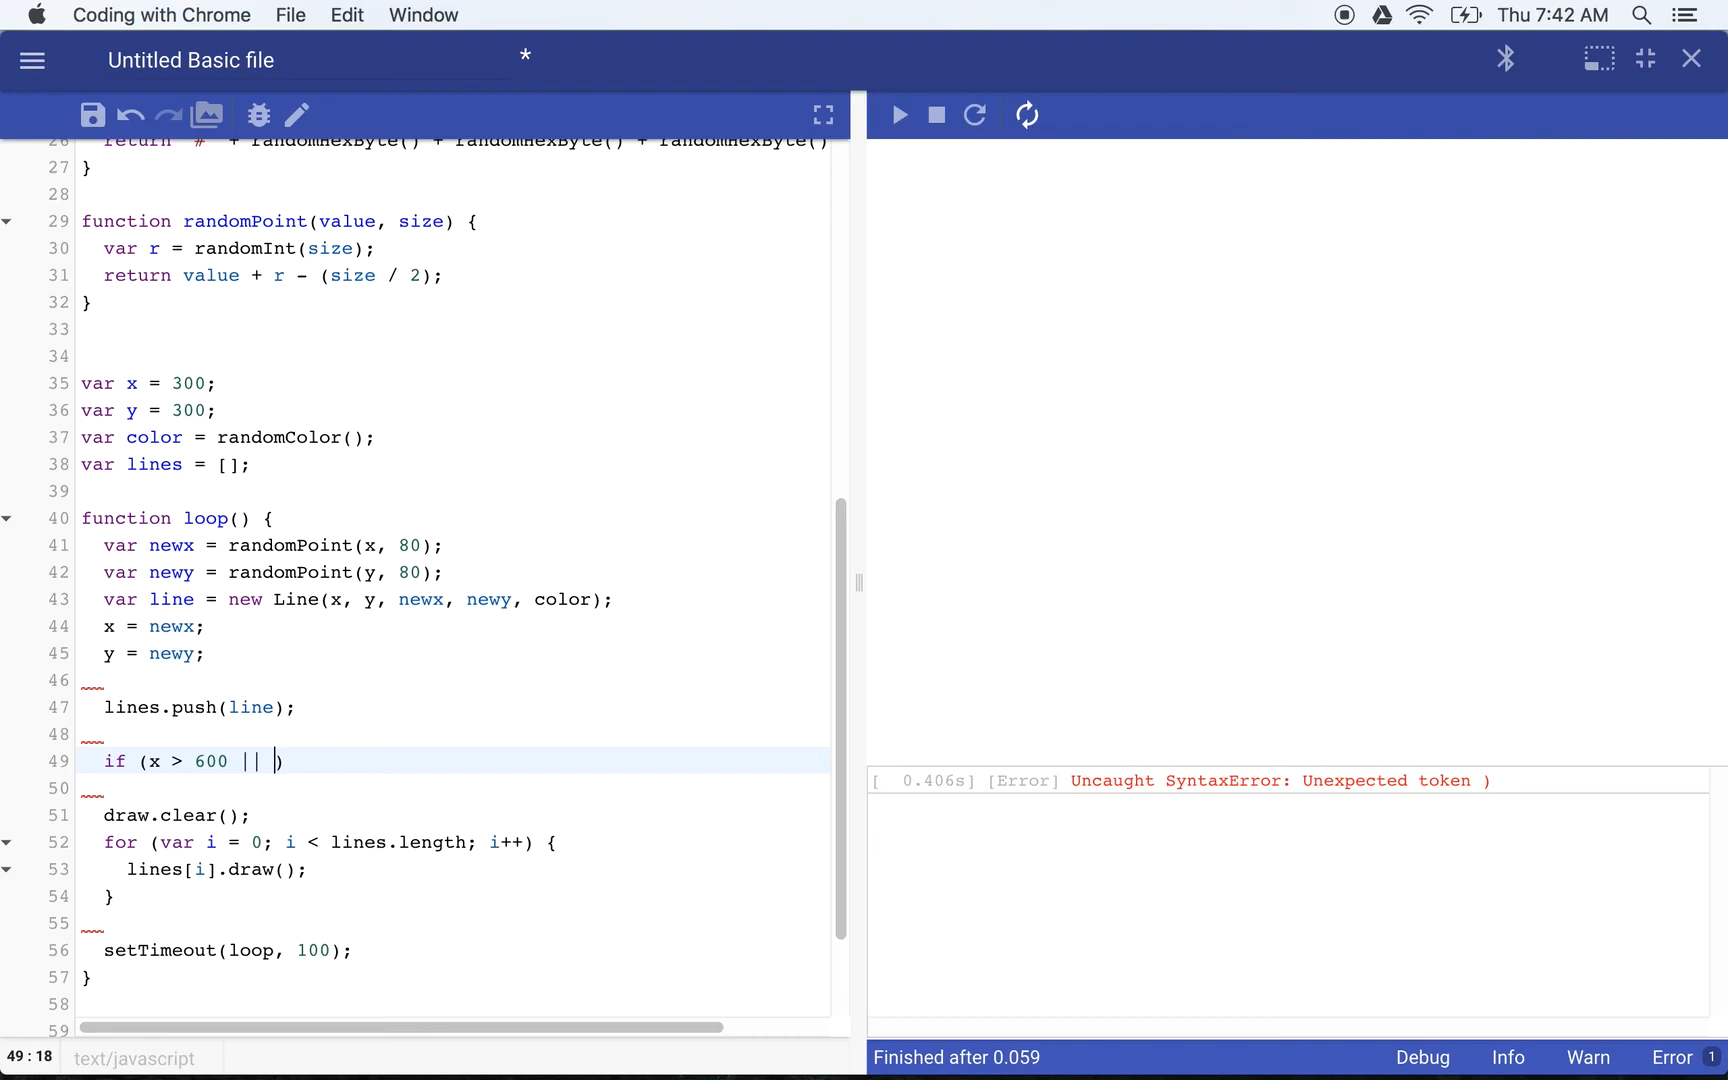 Coding with Chrome File Edit Window Thu 7:42 AM
Untitled Basic file *
26 return "#" + randomHexByte() + randomHexByte() + randomHexByte()
27 }
28
29 function randomPoint(value, size) {
30 var r = randomInt(size);
31 return value + r - (size / 2);
32 }
33
34
35 var x = 300;
36 var y = 300;
37 var color = randomColor();
38 var lines = [];
39
40 function loop() {
41 var newx = randomPoint(x, 80);
42 var newy = randomPoint(y, 80);
43 var line = new Line(x, y, newx, newy, color);
44 x = newx;
45 y = newy;
46
47 lines.push(line);
48
49 if (x > 600 || )
50
51 draw.clear();
52 for (var i = 0; i < lines.length; i++) {
53 lines[i].draw();
54 }
55
56 setTimeout(loop, 100);
57 }
58
59
49 : 18 text/javascript
[ 0.406s] [Error] Uncaught SyntaxError: Unexpected token )
Finished after 0.059 Debug Info Warn Error 1